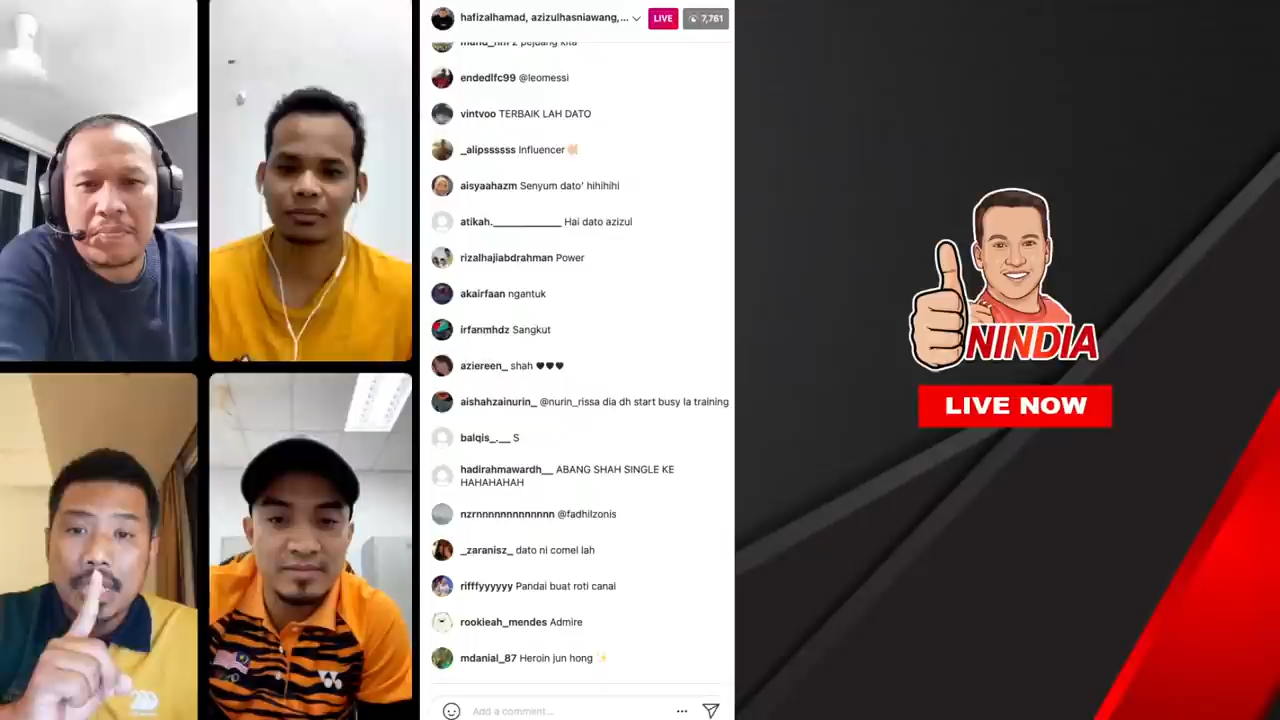 hafizalhamad, azizulhasniawang,...
LIVE
7,761
endedlfc99 @leomessi
vintvoo TERBAIK LAH DATO
_alipssssss Influencer
aisyaahazm Senyum dato' hihihihi
atikah.______________ Hai dato azizul
rizalhajiabdrahman Power
akairfaan ngantuk
irfanmhdz Sangkut
aziereen_ shah 🖤🖤🖤
aishahzainurin_ @nurin_rissa dia dh start busy la training
balqis_.__ S
hadirahmawardh__ ABANG SHAH SINGLE KE
HAHAHAHAH
nzrnnnnnnnnnnnn @fadhilzonis
_zaranisz_ dato ni comel lah
rifffyyyyyy Pandai buat roti canai
rookieah_mendes Admire
mdanial_87 Heroin jun hong ✨
Add a comment...
NINDIA
LIVE NOW